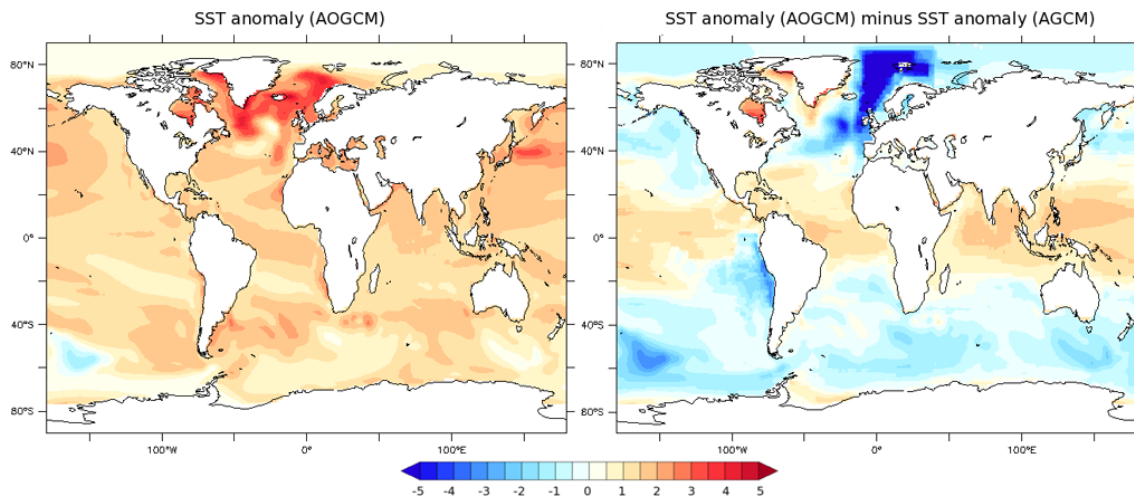 SST anomaly (AOGCM)
SST anomaly (AOGCM) minus SST anomaly (AGCM)
80°N
40°N
0°
40°S
80°S
100°W 0° 100°E
80°N
40°N
0°
40°S
80°S
100°W 0° 100°E
-5 -4 -3 -2 -1 0 1 2 3 4 5